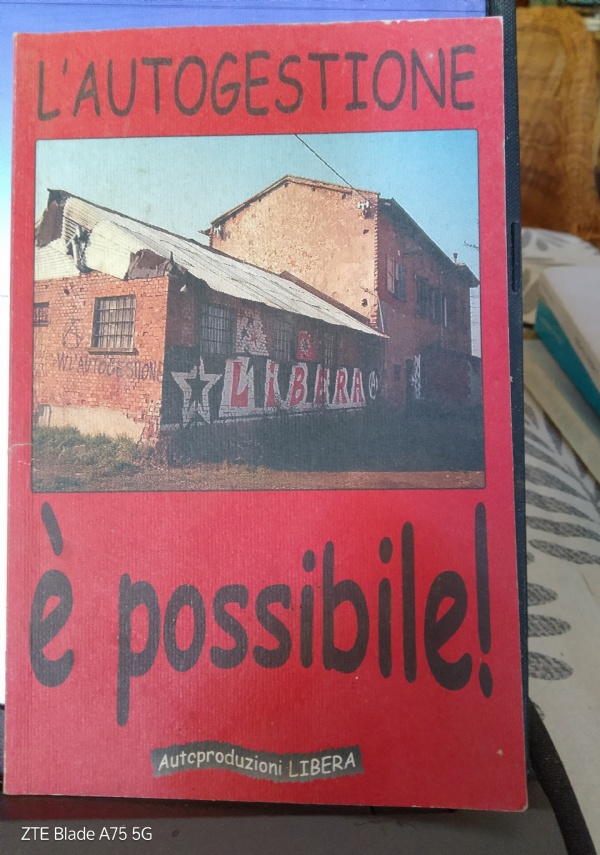 L'AUTOGESTIONE
W L'AUTOGESTIONE
LIBERA
è possibile!
Autoproduzioni LIBERA
ZTE Blade A75 5G